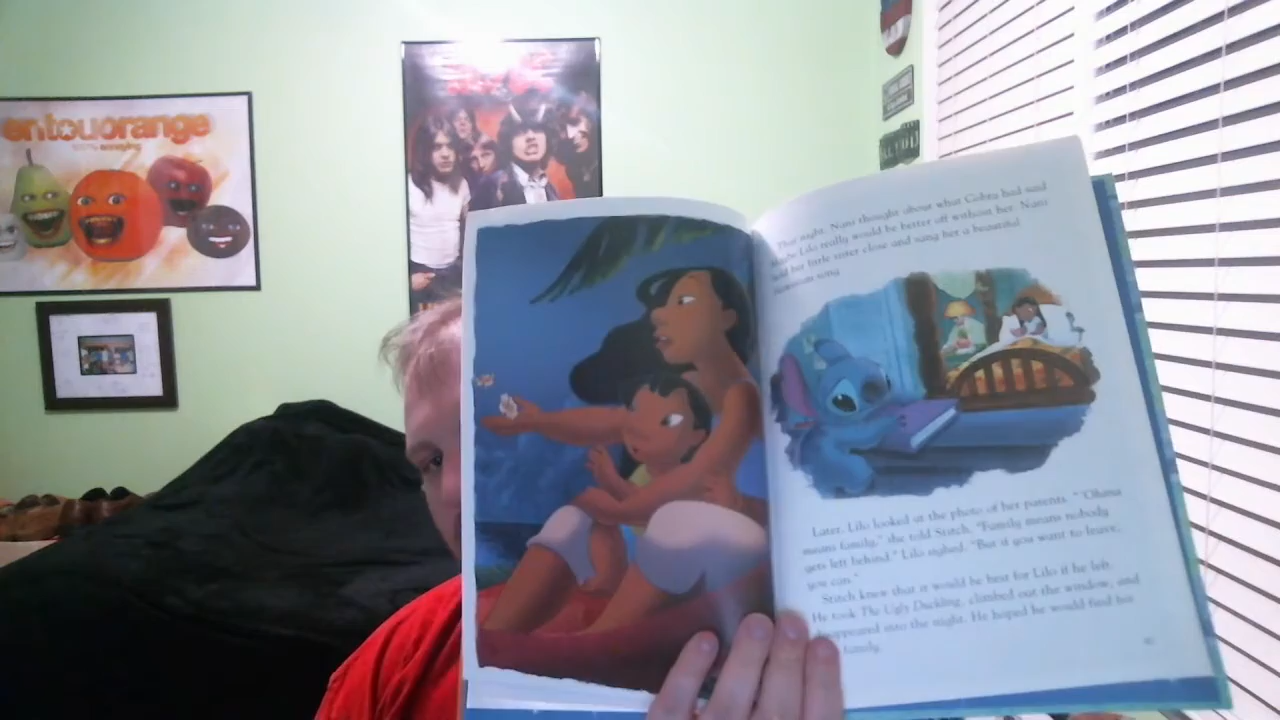 entouorange
100% annoying
That night, Nani thought about what Cobra had said.
Maybe Lilo really would be better off without her. Nani
held her little sister close and sang her a beautiful
Hawaiian song.
Later, Lilo looked at the photo of her parents. "'Ohana
means family," she told Stitch. "Family means nobody
gets left behind." Lilo sighed. "But if you want to leave,
you can."
Stitch knew that it would be best for Lilo if he left.
He took The Ugly Duckling, climbed out the window, and
disappeared into the night. He hoped he would find his
family.